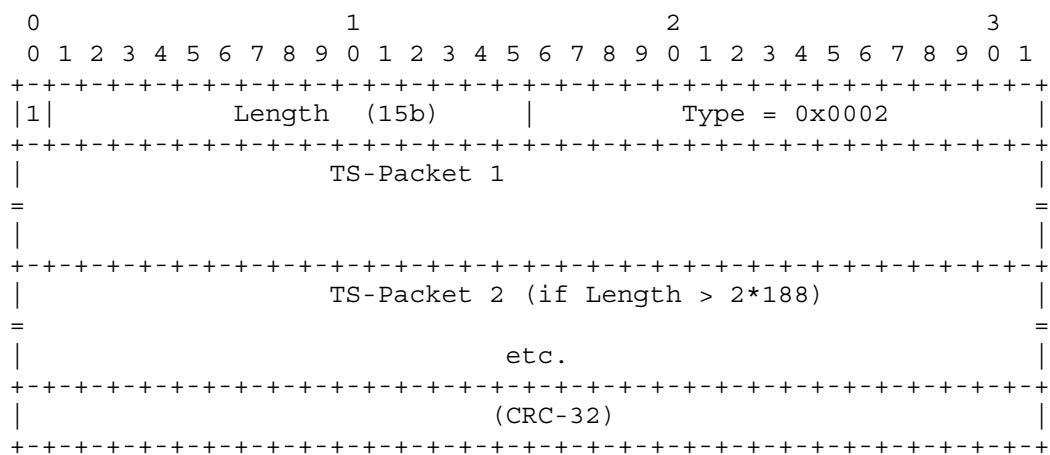 0                   1                   2                   3
 0 1 2 3 4 5 6 7 8 9 0 1 2 3 4 5 6 7 8 9 0 1 2 3 4 5 6 7 8 9 0 1
+-+-+-+-+-+-+-+-+-+-+-+-+-+-+-+-+-+-+-+-+-+-+-+-+-+-+-+-+-+-+-+-+
|1|           Length  (15b)     |         Type = 0x0002         |
+-+-+-+-+-+-+-+-+-+-+-+-+-+-+-+-+-+-+-+-+-+-+-+-+-+-+-+-+-+-+-+-+
|                   TS-Packet 1                                 |
=                                                               =
|                                                               |
+-+-+-+-+-+-+-+-+-+-+-+-+-+-+-+-+-+-+-+-+-+-+-+-+-+-+-+-+-+-+-+-+
|                   TS-Packet 2 (if Length > 2*188)             |
=                                                               =
|                              etc.                             |
+-+-+-+-+-+-+-+-+-+-+-+-+-+-+-+-+-+-+-+-+-+-+-+-+-+-+-+-+-+-+-+-+
|                             (CRC-32)                          |
+-+-+-+-+-+-+-+-+-+-+-+-+-+-+-+-+-+-+-+-+-+-+-+-+-+-+-+-+-+-+-+-+